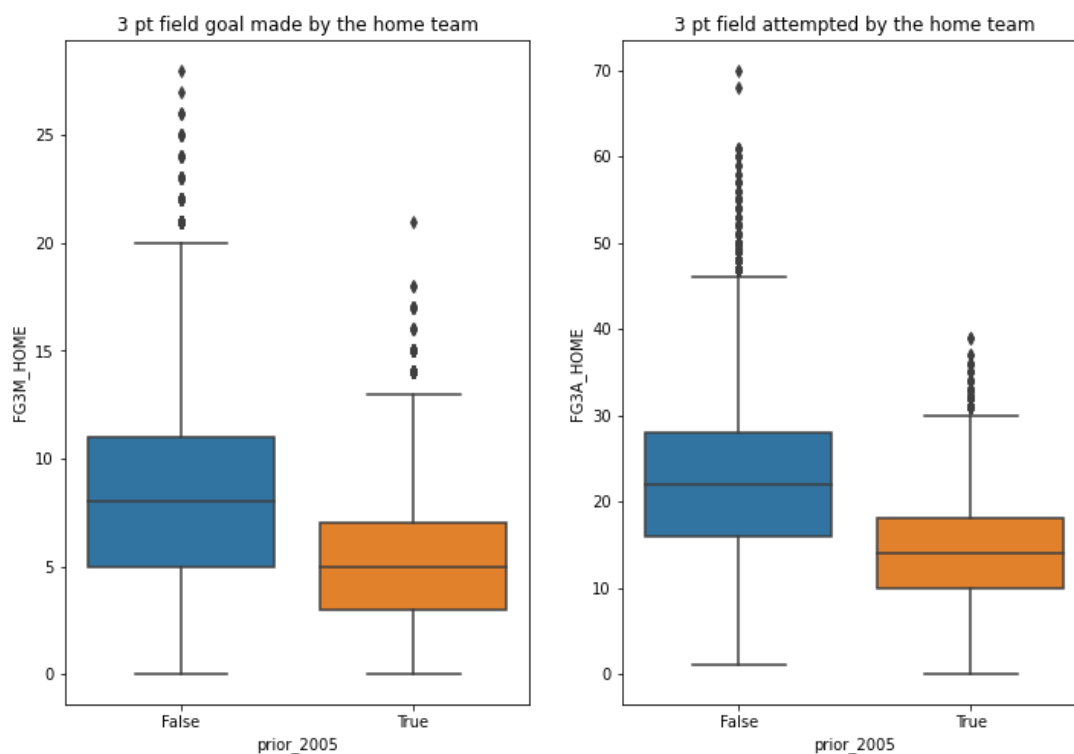 3 pt field goal made by the home team
FG3M_HOME
25
20
15
10
5
0
False
True
prior_2005
3 pt field attempted by the home team
FG3A_HOME
70
60
50
40
30
20
10
0
False
True
prior_2005